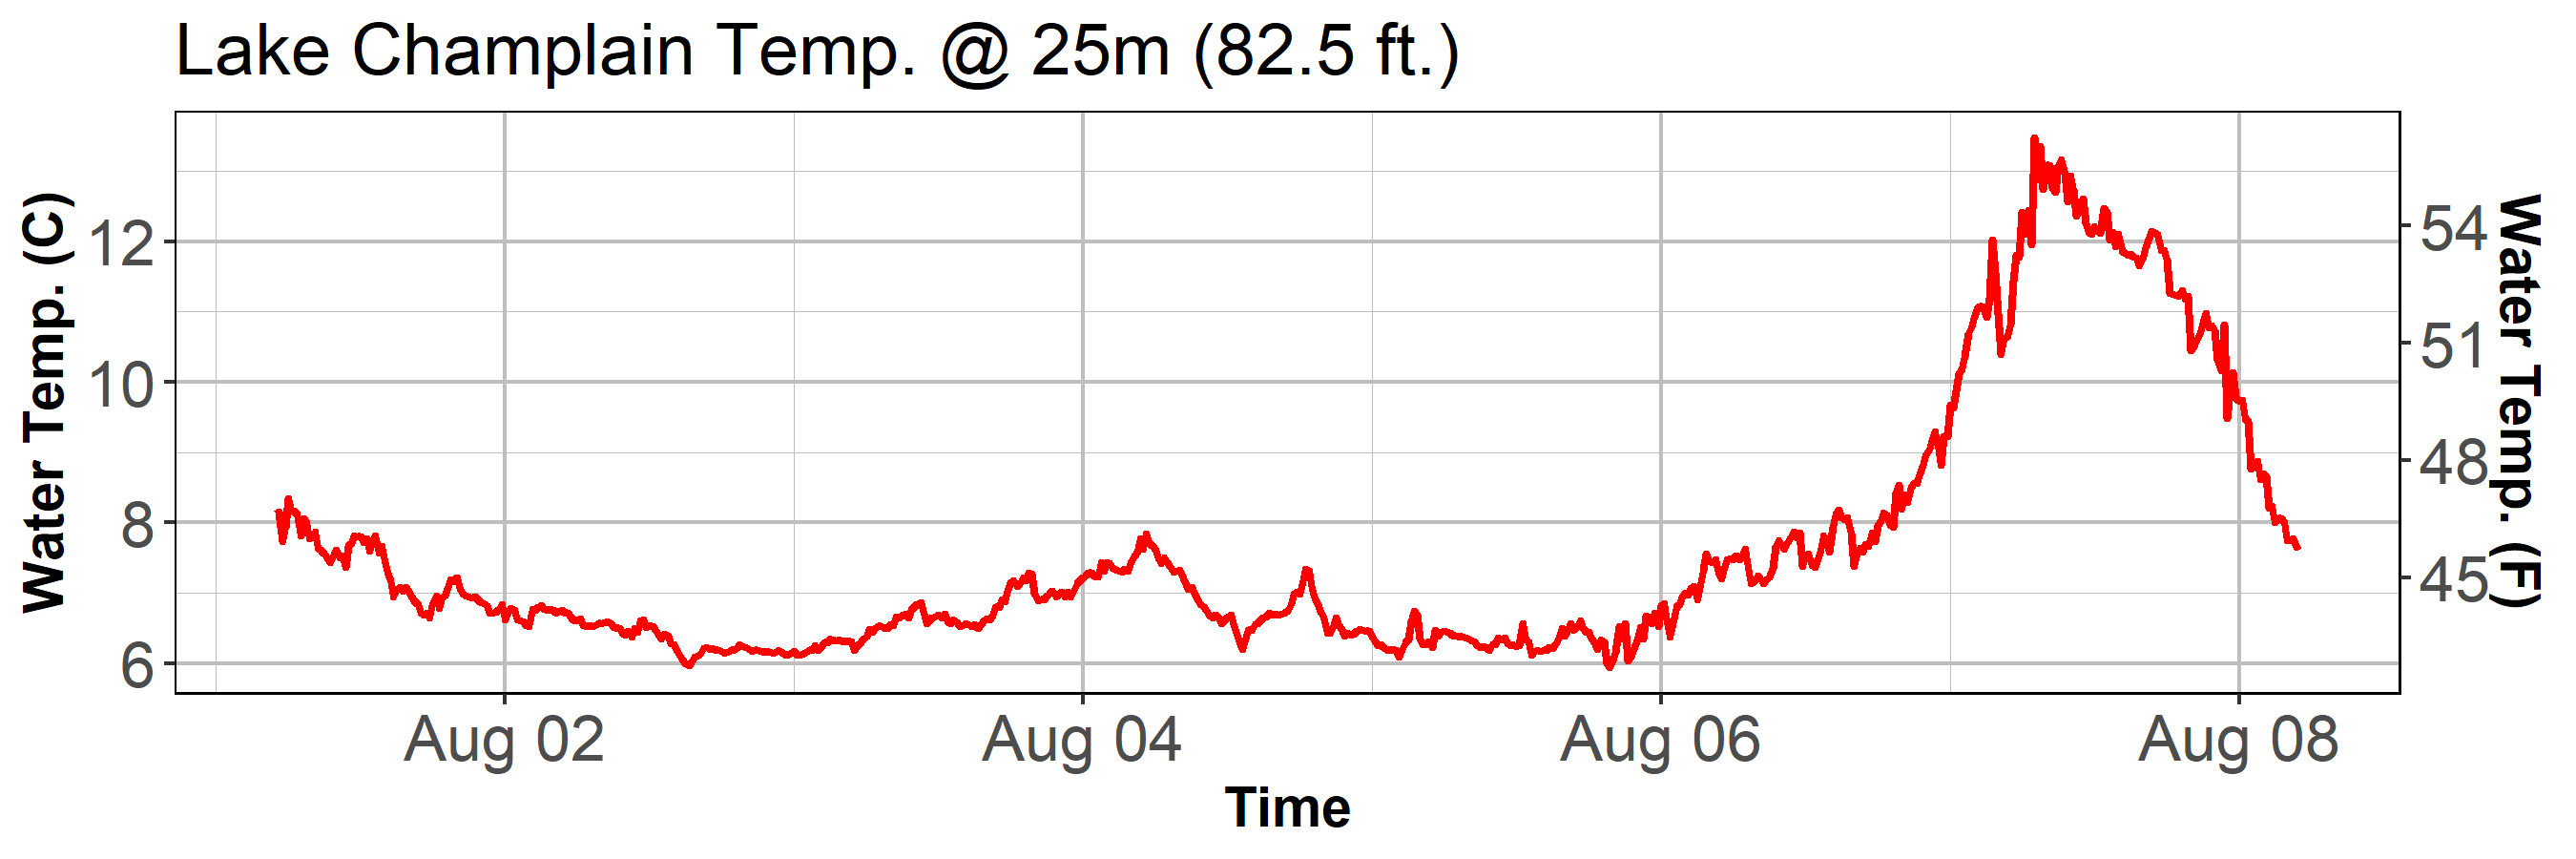 Lake Champlain Temp. @ 25m (82.5 ft.)
Water Temp. (C)
12
10
8
6
54
51
48
45
Water Temp. (F)
Aug 02
Aug 04
Aug 06
Aug 08
Time